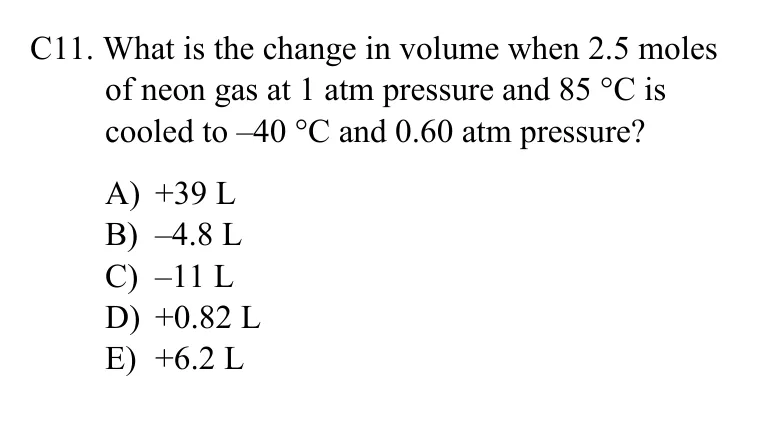 C11. What is the change in volume when 2.5 moles
of neon gas at 1 atm pressure and 85 °C is
cooled to –40 °C and 0.60 atm pressure?
A) +39 L
B) –4.8 L
C) –11 L
D) +0.82 L
E) +6.2 L